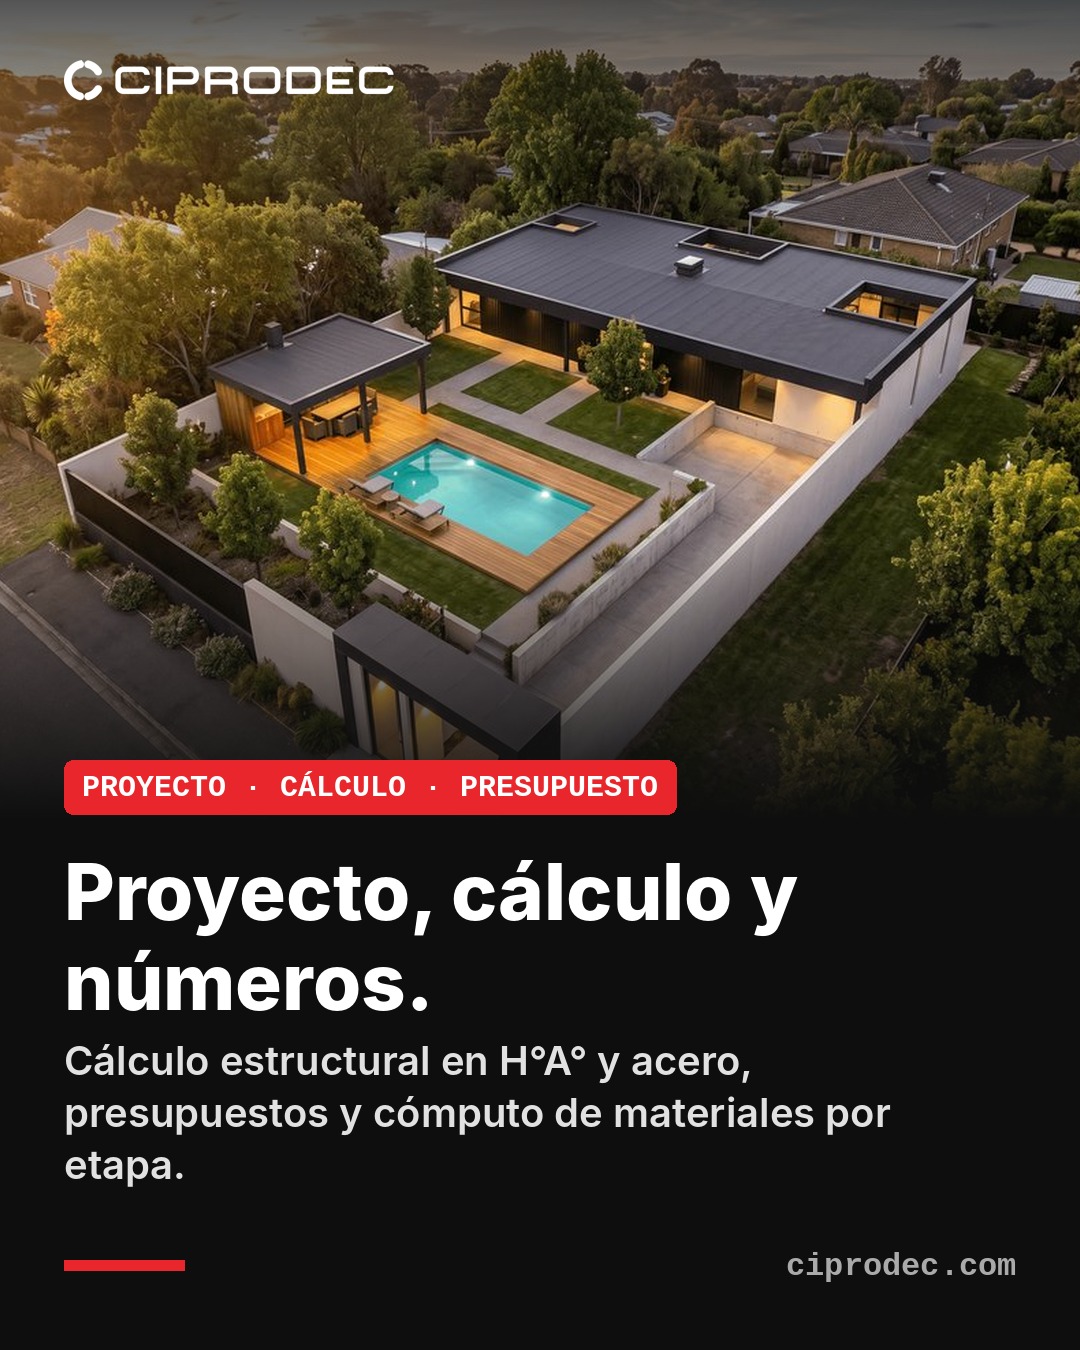 CIPRODEC
PROYECTO · CÁLCULO · PRESUPUESTO
Proyecto, cálculo y
números.
Cálculo estructural en H°A° y acero,
presupuestos y cómputo de materiales por
etapa.
ciprodec.com